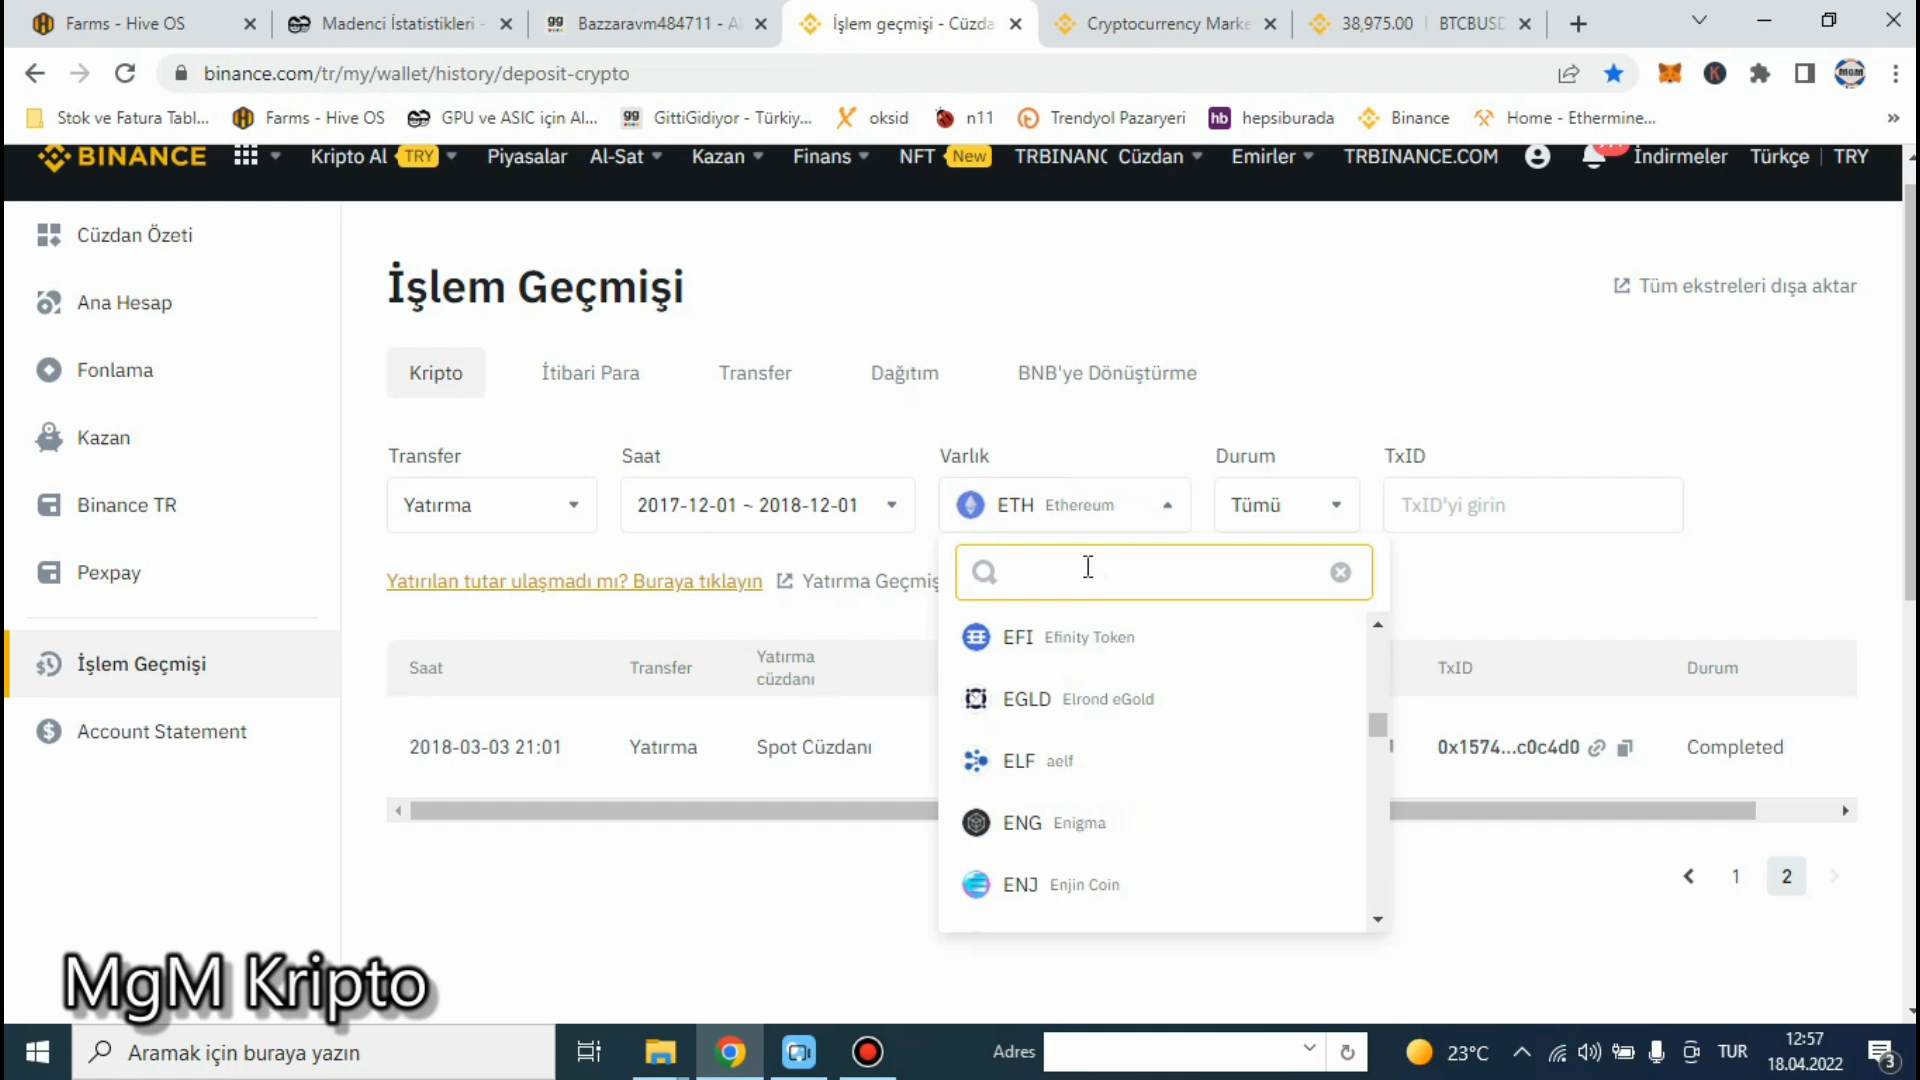 Farms - Hive OS
Madenci İstatistikleri -
Bazzaravm484711 - A
İşlem geçmişi - Cüzda
Cryptocurrency Marke
38,975.00 | BTCBUSD
binance.com/tr/my/wallet/history/deposit-crypto
MGM
Stok ve Fatura Tabl...
Farms - Hive OS
GPU ve ASIC için Al...
gg GittiGidiyor - Türkiy...
oksid
n11
Trendyol Pazaryeri
hb hepsiburada
Binance
Home - Ethermine...
BINANCE
Kripto Al TRY
Piyasalar
Al-Sat
Kazan
Finans
NFT New
TRBINANC
Cüzdan
Emirler
TRBINANCE.COM
İndirmeler
Türkçe | TRY
Cüzdan Özeti
Ana Hesap
Fonlama
Kazan
Binance TR
Pexpay
İşlem Geçmişi
Account Statement
İşlem Geçmişi
Tüm ekstreleri dışa aktar
Kripto
İtibari Para
Transfer
Dağıtım
BNB'ye Dönüştürme
Transfer
Saat
Varlık
Durum
TxID
Yatırma
2017-12-01 ~ 2018-12-01
ETH Ethereum
Tümü
TxID'yi girin
Yatırılan tutar ulaşmadı mı? Buraya tıklayın
Yatırma Geçmiş
EFI Efinity Token
EGLD Elrond eGold
ELF aelf
ENG Enigma
ENJ Enjin Coin
Saat
Transfer
Yatırma
cüzdanı
TxID
Durum
2018-03-03 21:01
Yatırma
Spot Cüzdanı
0x1574...c0c4d0
Completed
1
2
MgM Kripto
Aramak için buraya yazın
Adres
23°C
TUR
12:57
18.04.2022
3